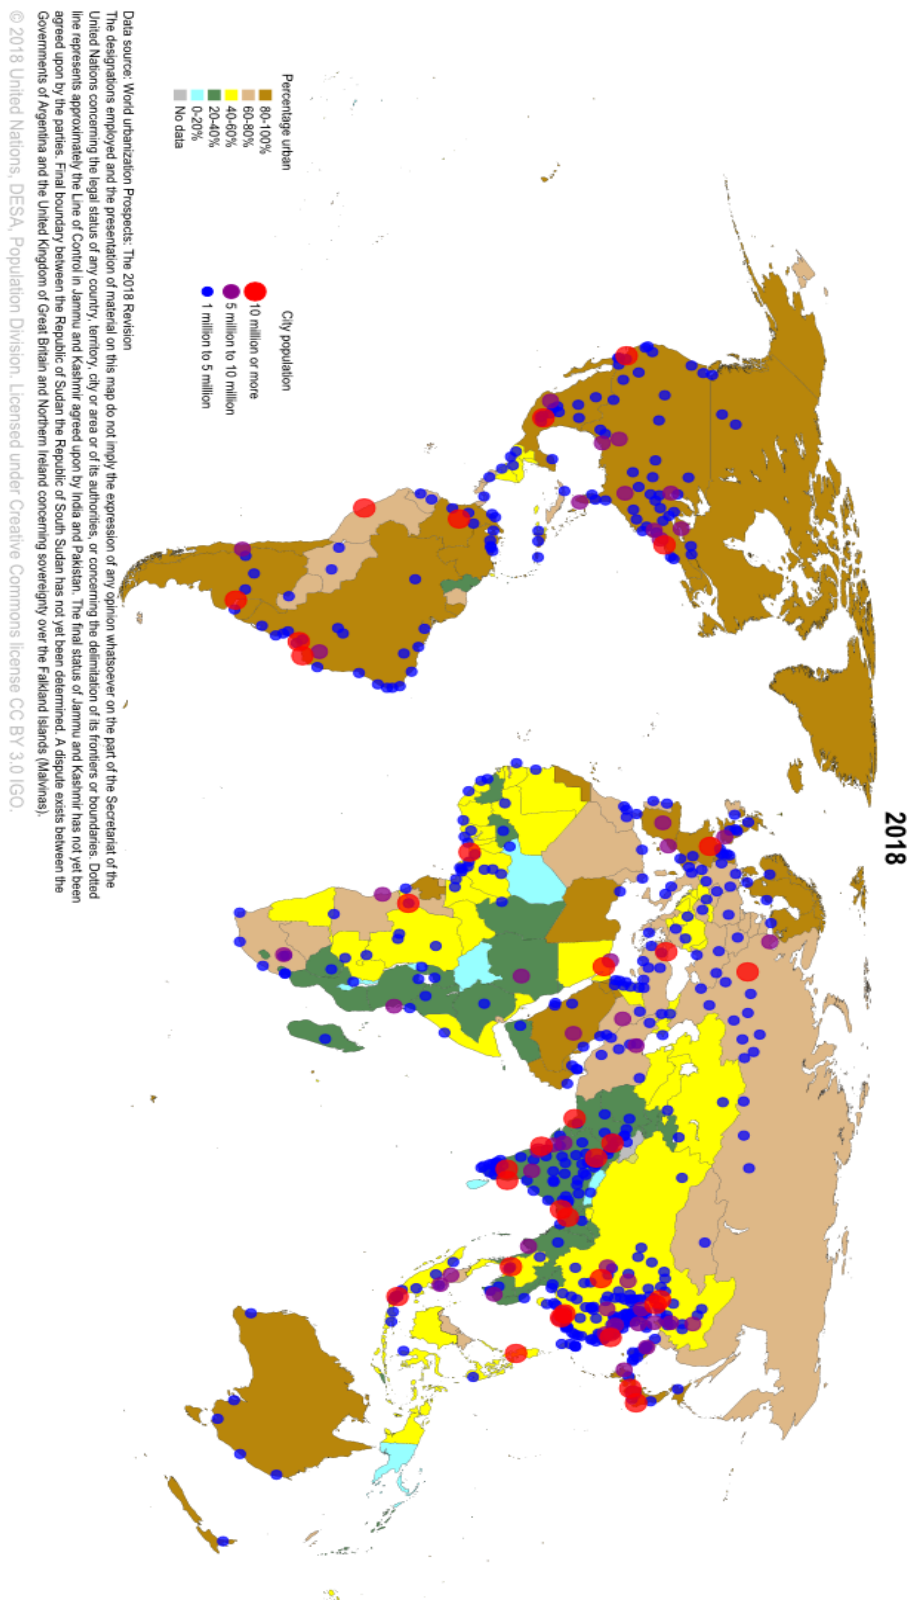 2018
Percentage urban
80-100%
60-80%
40-60%
20-40%
0-20%
No data
City population
10 million or more
5 million to 10 million
1 million to 5 million
Data source: World urbanization Prospects: The 2018 Revision
The designations employed and the presentation of material on this map do not imply the expression of any opinion whatsoever on the part of the Secretariat of the
United Nations concerning the legal status of any country, territory, city or area or of its authorities, or concerning the delimitation of its frontiers or boundaries. Dotted
line represents approximately the Line of Control in Jammu and Kashmir agreed upon by India and Pakistan. The final status of Jammu and Kashmir has not yet been
agreed upon by the parties. Final boundary between the Republic of Sudan the Republic of South Sudan has not yet been determined. A dispute exists between the
Governments of Argentina and the United Kingdom of Great Britain and Northern Ireland concerning sovereignty over the Falkland Islands (Malvinas).
© 2018 United Nations, DESA, Population Division. Licensed under Creative Commons license CC BY 3.0 IGO.